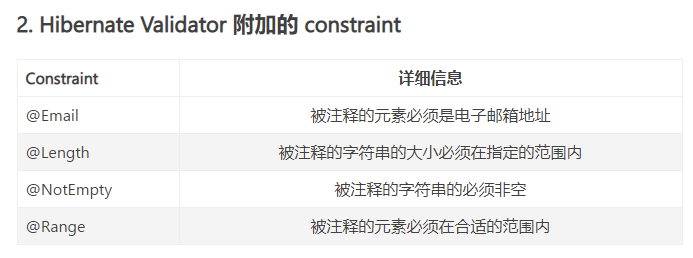 2. Hibernate Validator 附加的 constraint
Constraint 详细信息
@Email 被注释的元素必须是电子邮箱地址
@Length 被注释的字符串的大小必须在指定的范围内
@NotEmpty 被注释的字符串的必须非空
@Range 被注释的元素必须在合适的范围内